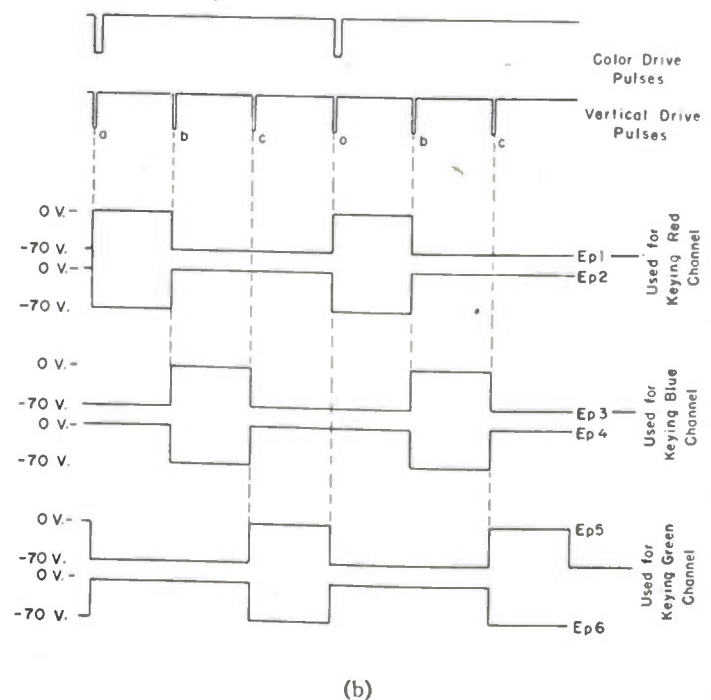 Color Drive
Pulses
Vertical Drive
Pulses
a
b
c
a
b
c
0 V.-
-70 V.
0 V.-
-70 V.
Ep1
Ep2
Used for
Keying Red
Channel
0 V.-
-70 V.
0 V.-
-70 V.
Ep3
Ep4
Used for
Keying Blue
Channel
0 V.-
-70 V.
0 V.-
-70 V.
Ep5
Ep6
Used for
Keying Green
Channel
(b)